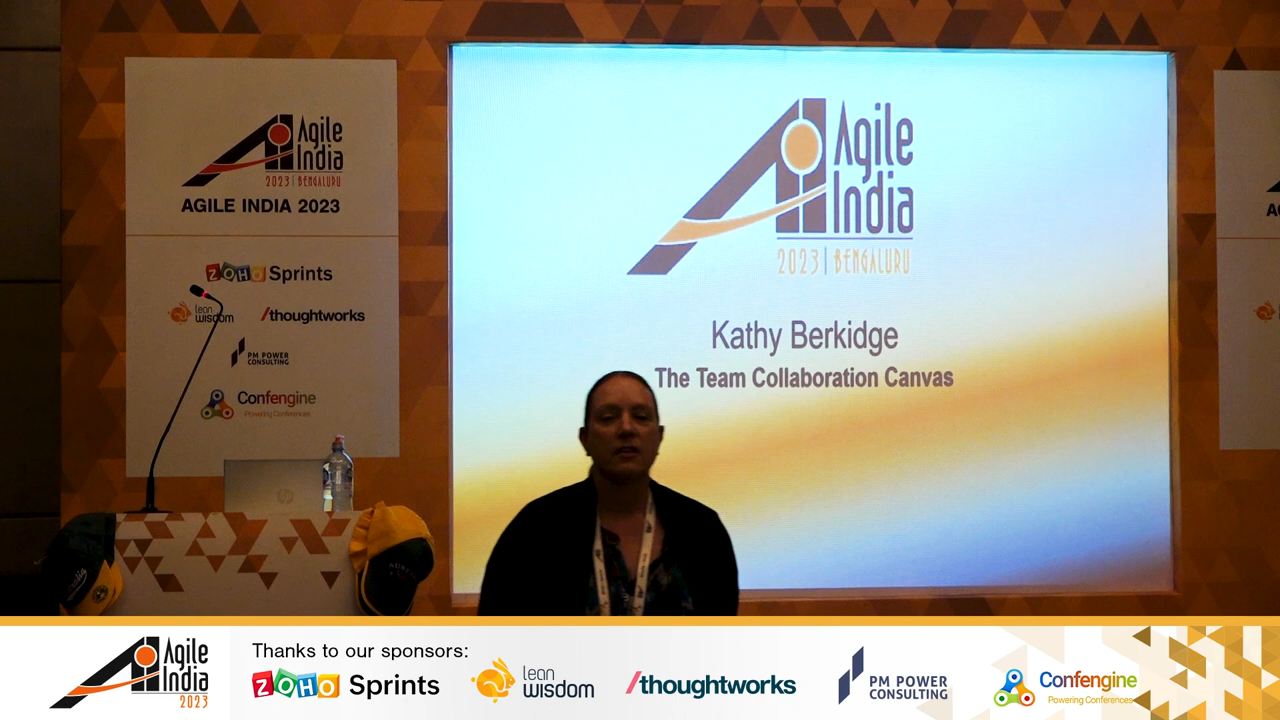 Agile
India
2023 | BENGALURU
AGILE INDIA 2023
ZOHO Sprints
lean
wisdom
/thoughtworks
PM POWER
CONSULTING
Confengine
Powering Conferences
Agile
India
2023 | BENGALURU
Kathy Berkidge
The Team Collaboration Canvas
hp
Agile
India
2023
Thanks to our sponsors:
ZOHO Sprints
lean
wisdom
/thoughtworks
PM POWER
CONSULTING
Confengine
Powering Conferences